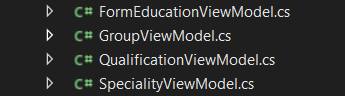 C# FormEducationViewModel.cs
C# GroupViewModel.cs
C# QualificationViewModel.cs
C# SpecialityViewModel.cs